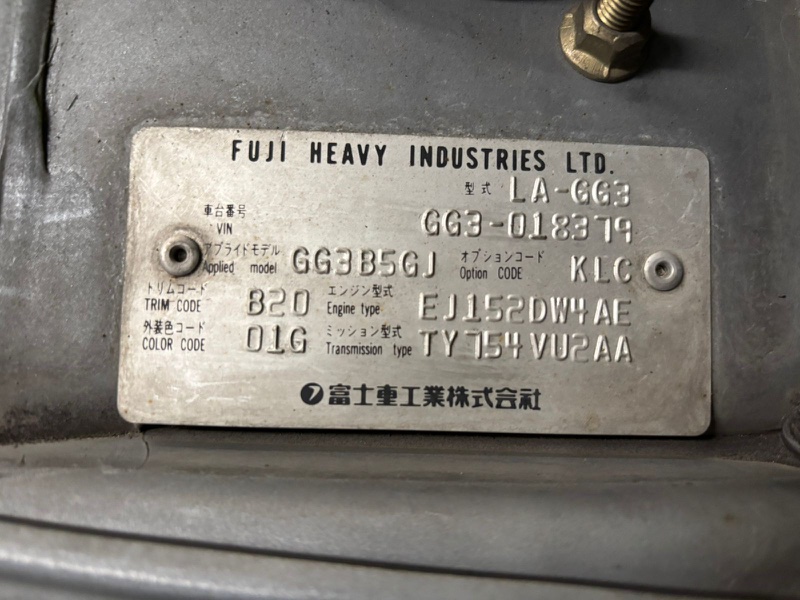 FUJI HEAVY INDUSTRIES LTD.
型式 LA-GG3
車台番号 VIN GG3-018379
アプライドモデル Applied model GG3B5GJ オプションコード Option CODE KLC
トリムコード TRIM CODE B20 エンジン型式 Engine type EJ152DW4AE
外装色コード COLOR CODE 01G ミッション型式 Transmission type TY754VU2AA
富士重工業株式会社